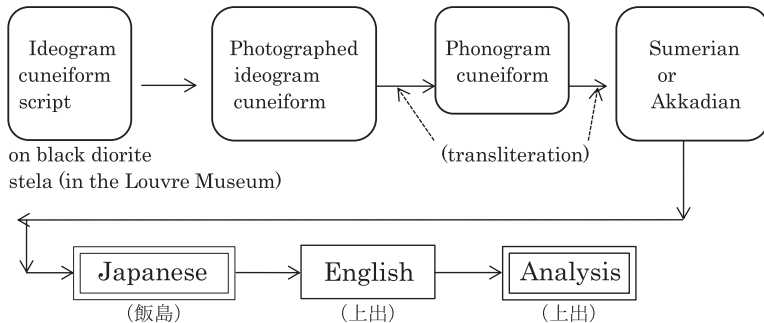 Ideogram
cuneiform
script
Photographed
ideogram
cuneiform
Phonogram
cuneiform
Sumerian
or
Akkadian
on black diorite
stela (in the Louvre Museum)
(transliteration)
Japanese
English
Analysis
(飯島)
(上出)
(上出)